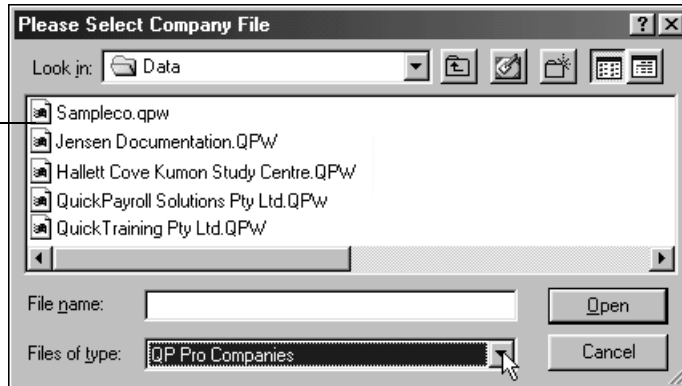 Please Select Company File
Look in: Data
Sampleco.qpw
Jensen Documentation.QPW
Hallett Cove Kumon Study Centre.QPW
QuickPayroll Solutions Pty Ltd.QPW
QuickTraining Pty Ltd.QPW
File name:
Open
Files of type: QP Pro Companies
Cancel